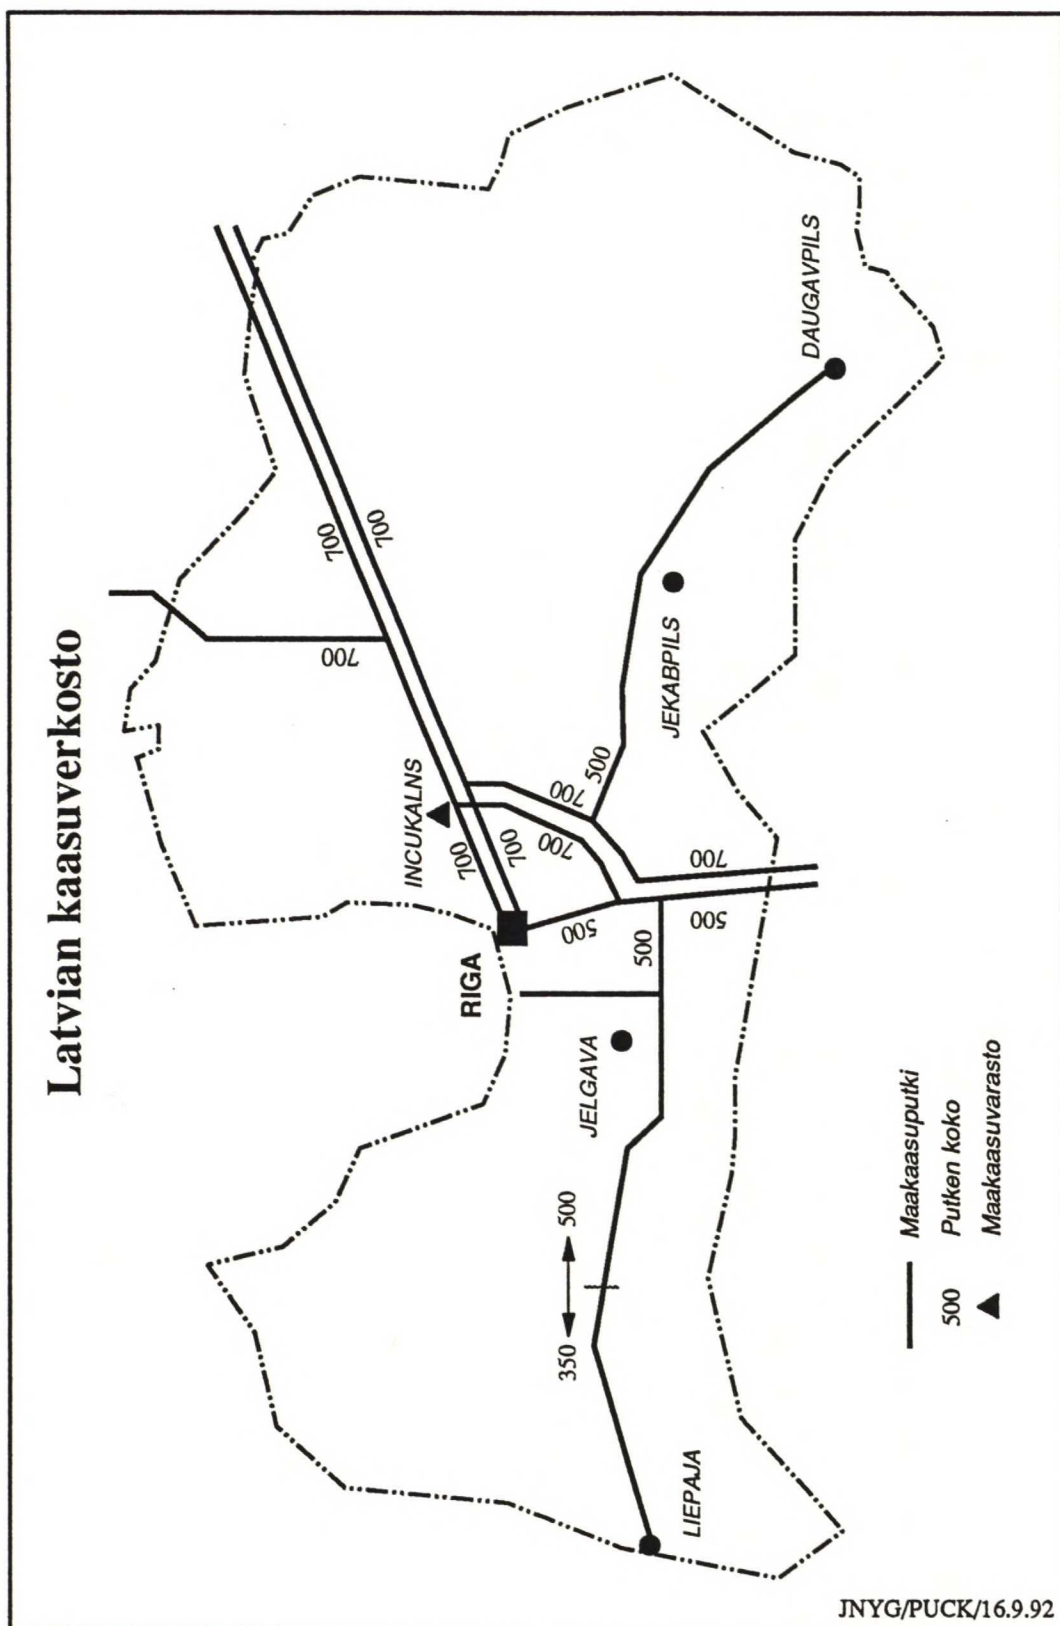 Latvian kaasuverkosto
700
700
700
INCUKALNS
700
700
700
700
500
RIGA
500
500
700
500
JELGAVA
JEKABPILS
DAUGAVPILS
350
500
LIEPAJA
Maakaasuputki
500 Putken koko
Maakaasuvarasto
JNYG/PUCK/16.9.92